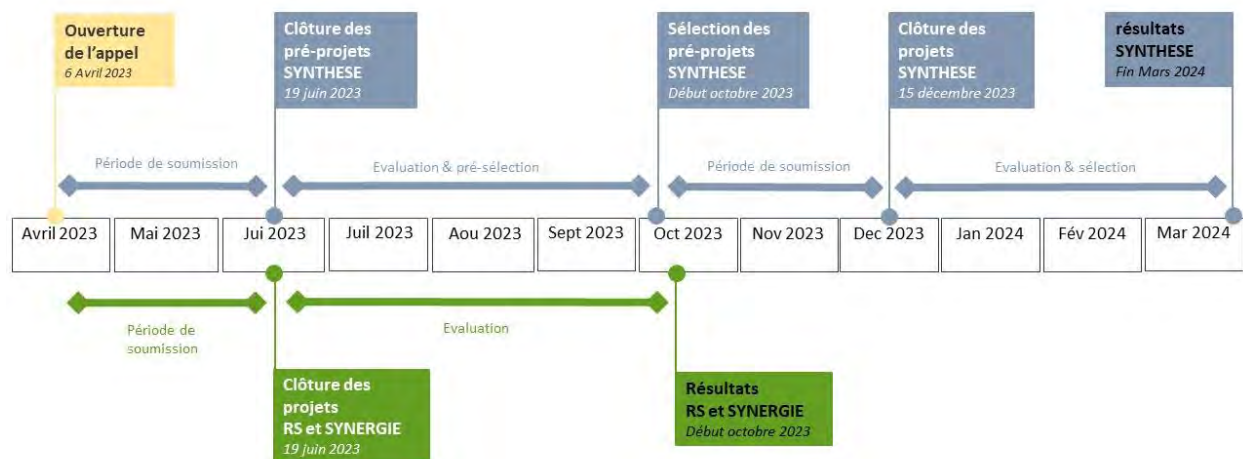 Ouverture
de l’appel
6 Avril 2023
Clôture des
pré-projets
SYNTHESE
19 juin 2023
Sélection des
pré-projets
SYNTHESE
Début octobre 2023
Clôture des
projets
SYNTHESE
15 décembre 2023
résultats
SYNTHESE
Fin Mars 2024
Période de soumission
Evaluation & pré-sélection
Période de soumission
Evaluation & sélection
Avril 2023
Mai 2023
Jui 2023
Juil 2023
Aou 2023
Sept 2023
Oct 2023
Nov 2023
Dec 2023
Jan 2024
Fév 2024
Mar 2024
Période de
soumission
Evaluation
Clôture des
projets
RS et SYNERGIE
19 juin 2023
Résultats
RS et SYNERGIE
Début octobre 2023